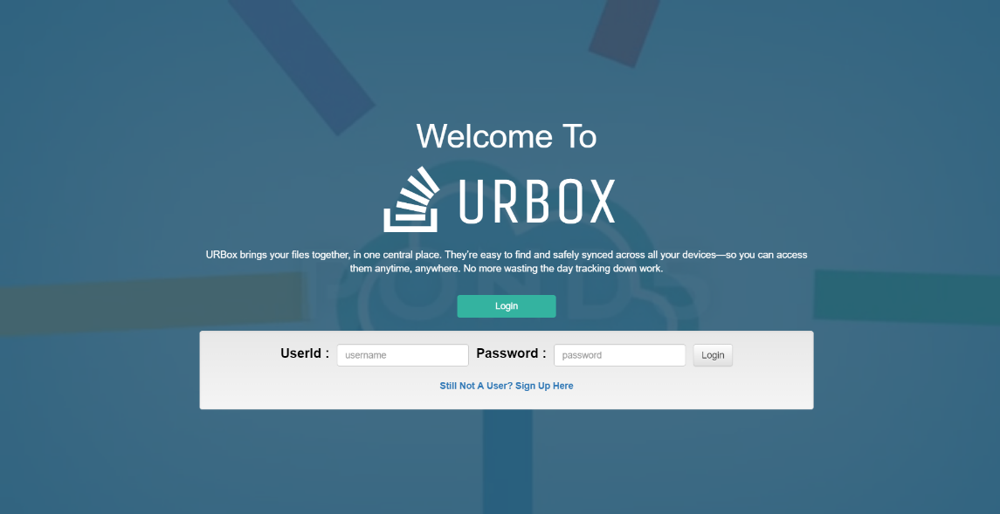 Welcome To
URBOX
URBox brings your files together, in one central place. They're easy to find and safely synced across all your devices—so you can access
them anytime, anywhere. No more wasting the day tracking down work.
LogIn
UserId : username Password : password Login
Still Not A User? Sign Up Here